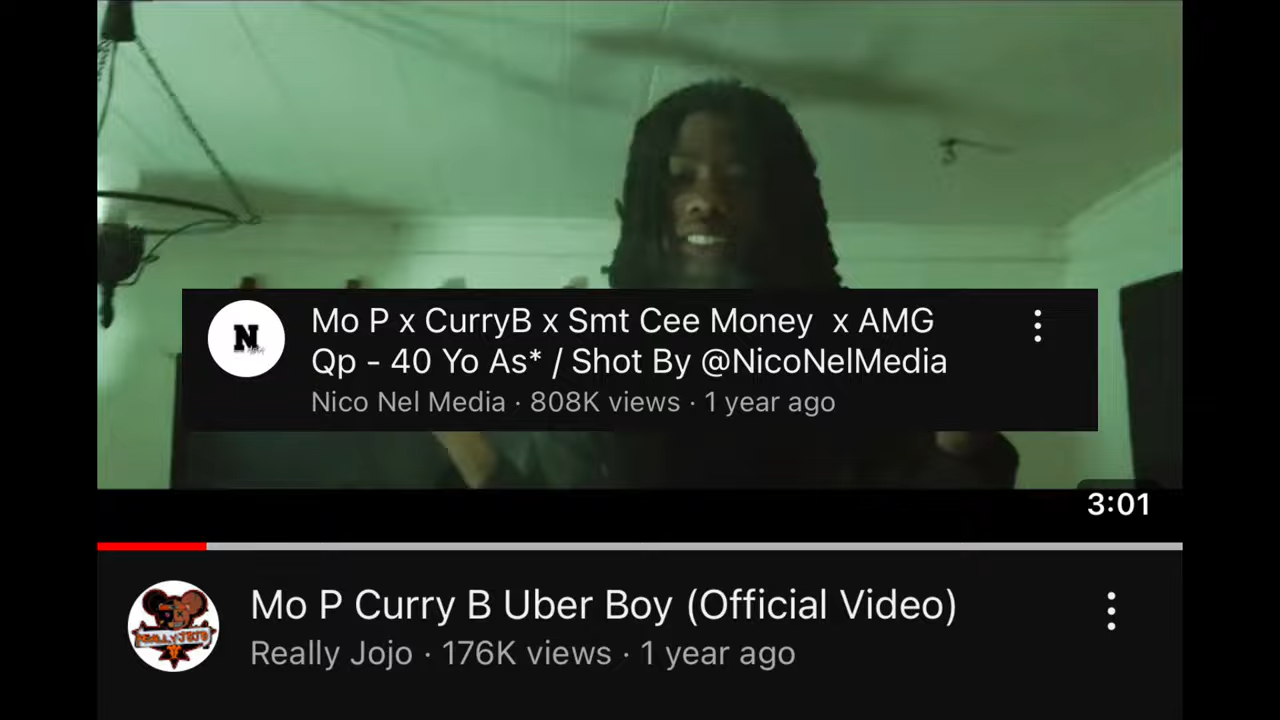 N
Mo P x CurryB x Smt Cee Money x AMG
Qp - 40 Yo As* / Shot By @NicoNelMedia
Nico Nel Media · 808K views · 1 year ago
3:01
REALLYJOJO
Mo P Curry B Uber Boy (Official Video)
Really Jojo · 176K views · 1 year ago